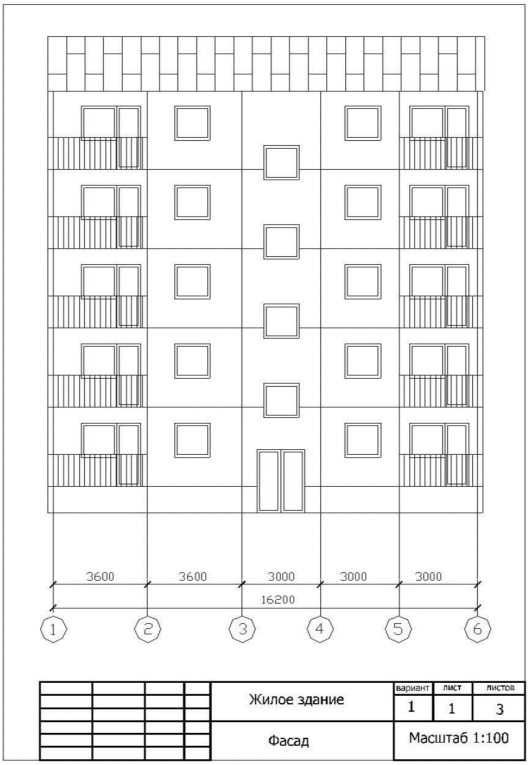 3600 3600 3000 3000 3000
16200
1 2 3 4 5 6
Жилое здание
вариант лист листов
1 1 3
Фасад
Масштаб 1:100